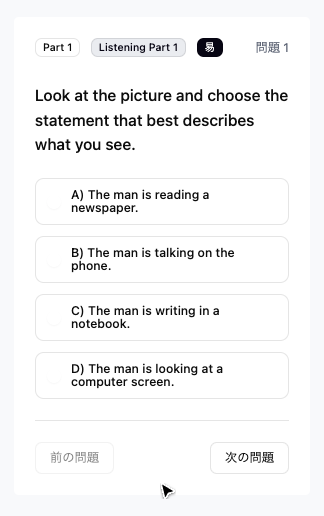 Part 1
Listening Part 1
易
問題 1
Look at the picture and choose the
statement that best describes
what you see.
A) The man is reading a
newspaper.
B) The man is talking on the
phone.
C) The man is writing in a
notebook.
D) The man is looking at a
computer screen.
前の問題
次の問題